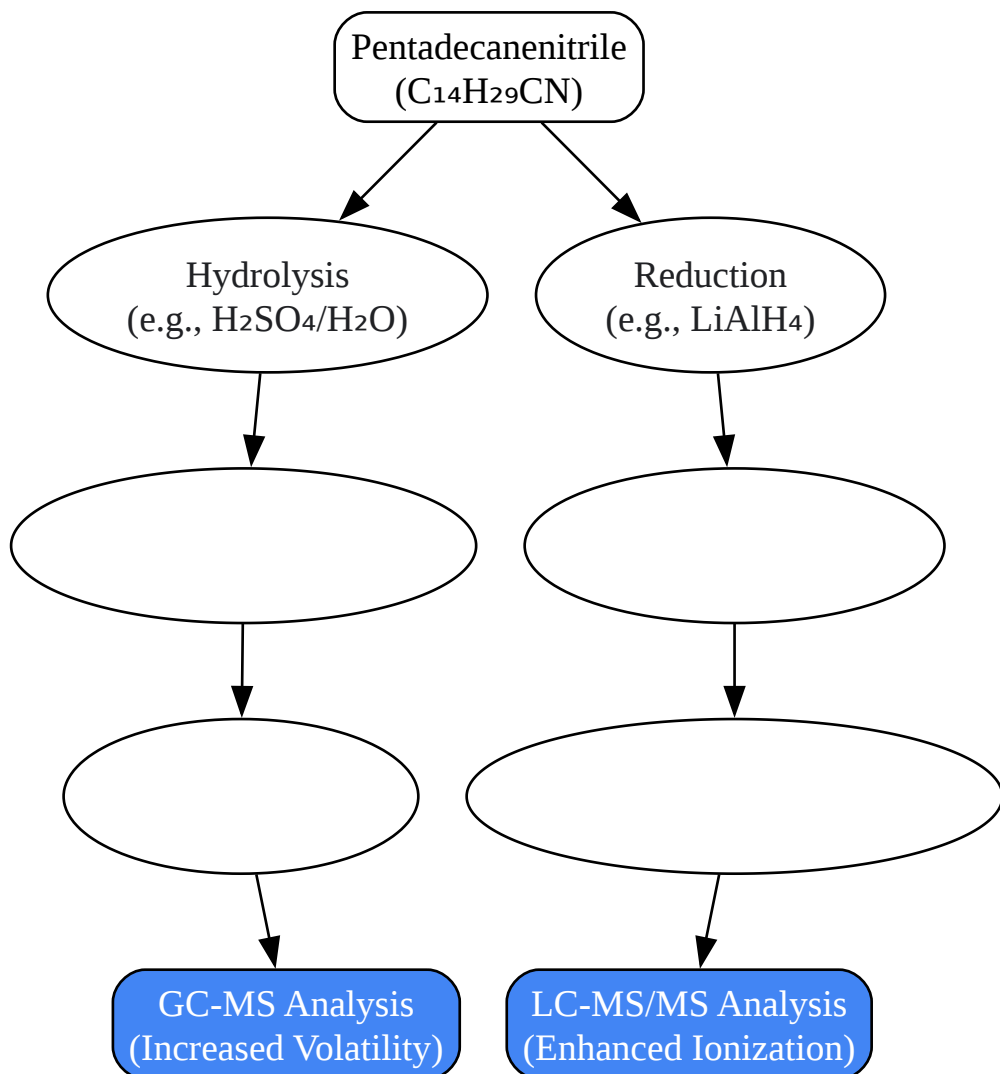 Pentadecanenitrile
(C₁₄H₂₉CN)
Hydrolysis
(e.g., H₂SO₄/H₂O)
Reduction
(e.g., LiAlH₄)
GC-MS Analysis
(Increased Volatility)
LC-MS/MS Analysis
(Enhanced Ionization)